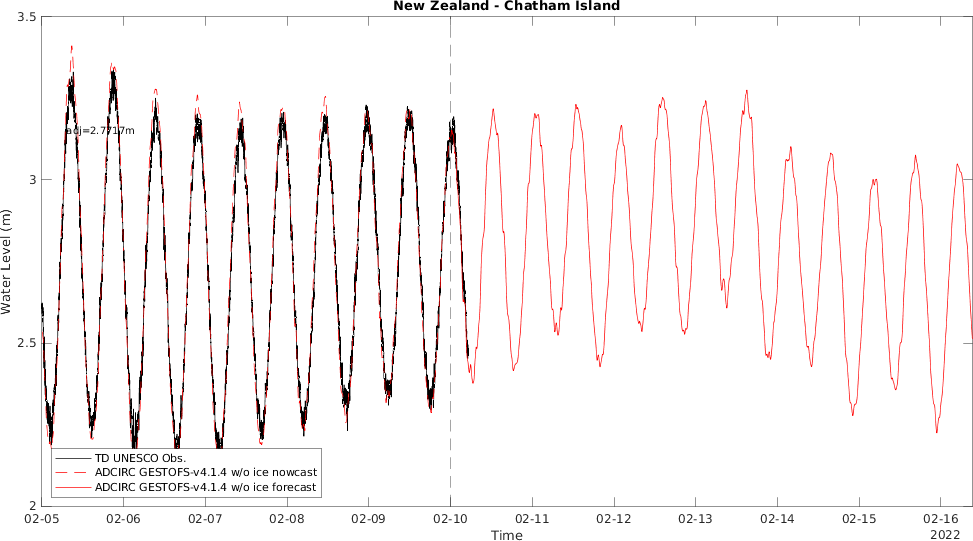 New Zealand - Chatham Island
3.5
adj=2.7717m
3
Water Level (m)
2.5
TD UNESCO Obs.
ADCIRC GESTOFS-v4.1.4 w/o ice nowcast
ADCIRC GESTOFS-v4.1.4 w/o ice forecast
2
02-05 02-06 02-07 02-08 02-09 02-10 02-11 02-12 02-13 02-14 02-15 02-16
Time
2022